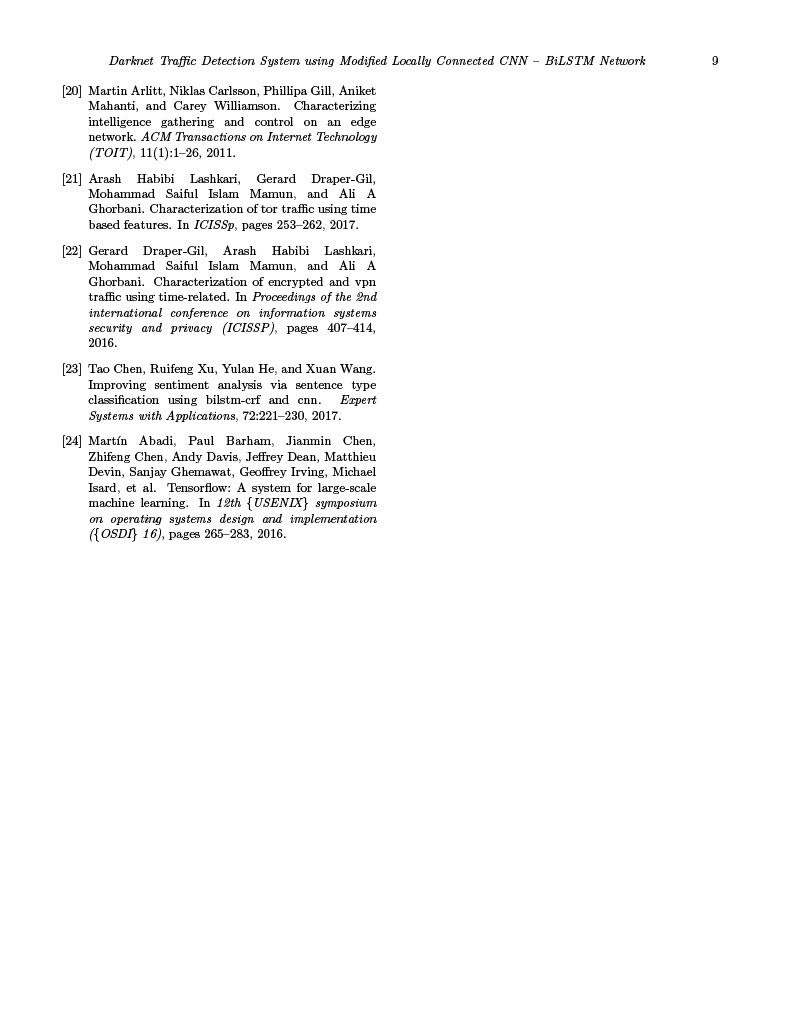 Darknet Traffic Detection System using Modified Locally Connected CNN – BiLSTM Network 9
[20] Martin Arlitt, Niklas Carlsson, Phillipa Gill, Aniket
Mahanti, and Carey Williamson. Characterizing
intelligence gathering and control on an edge
network. ACM Transactions on Internet Technology
(TOIT), 11(1):1–26, 2011.
[21] Arash Habibi Lashkari, Gerard Draper-Gil,
Mohammad Saiful Islam Mamun, and Ali A
Ghorbani. Characterization of tor traffic using time
based features. In ICISSp, pages 253–262, 2017.
[22] Gerard Draper-Gil, Arash Habibi Lashkari,
Mohammad Saiful Islam Mamun, and Ali A
Ghorbani. Characterization of encrypted and vpn
traffic using time-related. In Proceedings of the 2nd
international conference on information systems
security and privacy (ICISSP), pages 407–414,
2016.
[23] Tao Chen, Ruifeng Xu, Yulan He, and Xuan Wang.
Improving sentiment analysis via sentence type
classification using bilstm-crf and cnn. Expert
Systems with Applications, 72:221–230, 2017.
[24] Martín Abadi, Paul Barham, Jianmin Chen,
Zhifeng Chen, Andy Davis, Jeffrey Dean, Matthieu
Devin, Sanjay Ghemawat, Geoffrey Irving, Michael
Isard, et al. Tensorflow: A system for large-scale
machine learning. In 12th {USENIX} symposium
on operating systems design and implementation
({OSDI} 16), pages 265–283, 2016.